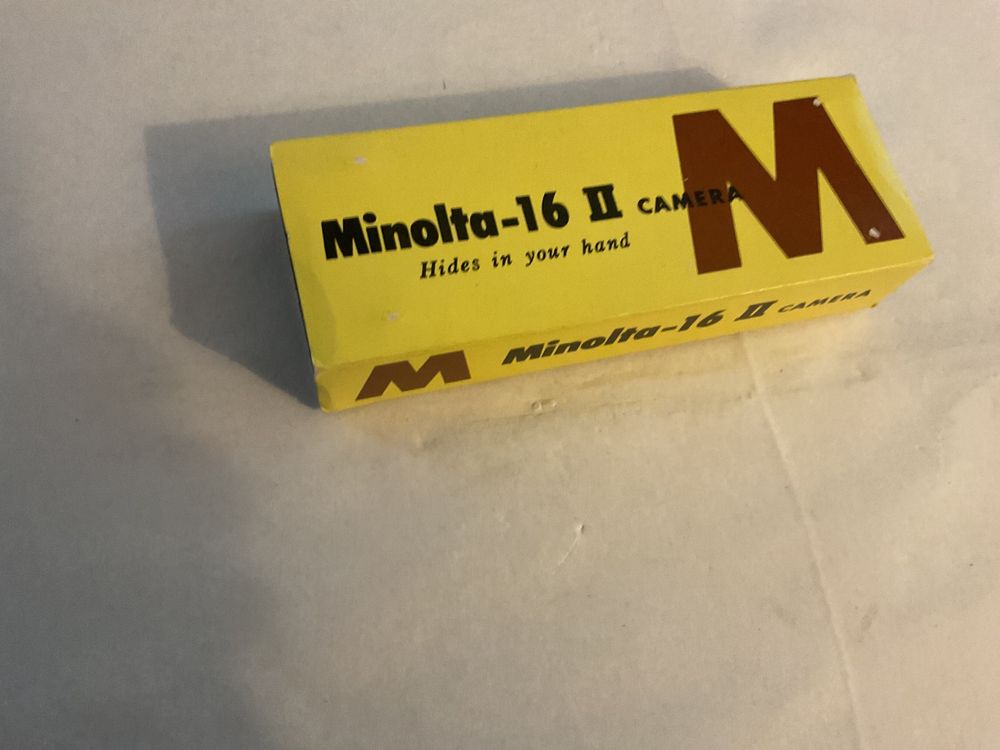 Minolta-16 II CAMERA M
Hides in your hand
M Minolta-16 II CAMERA